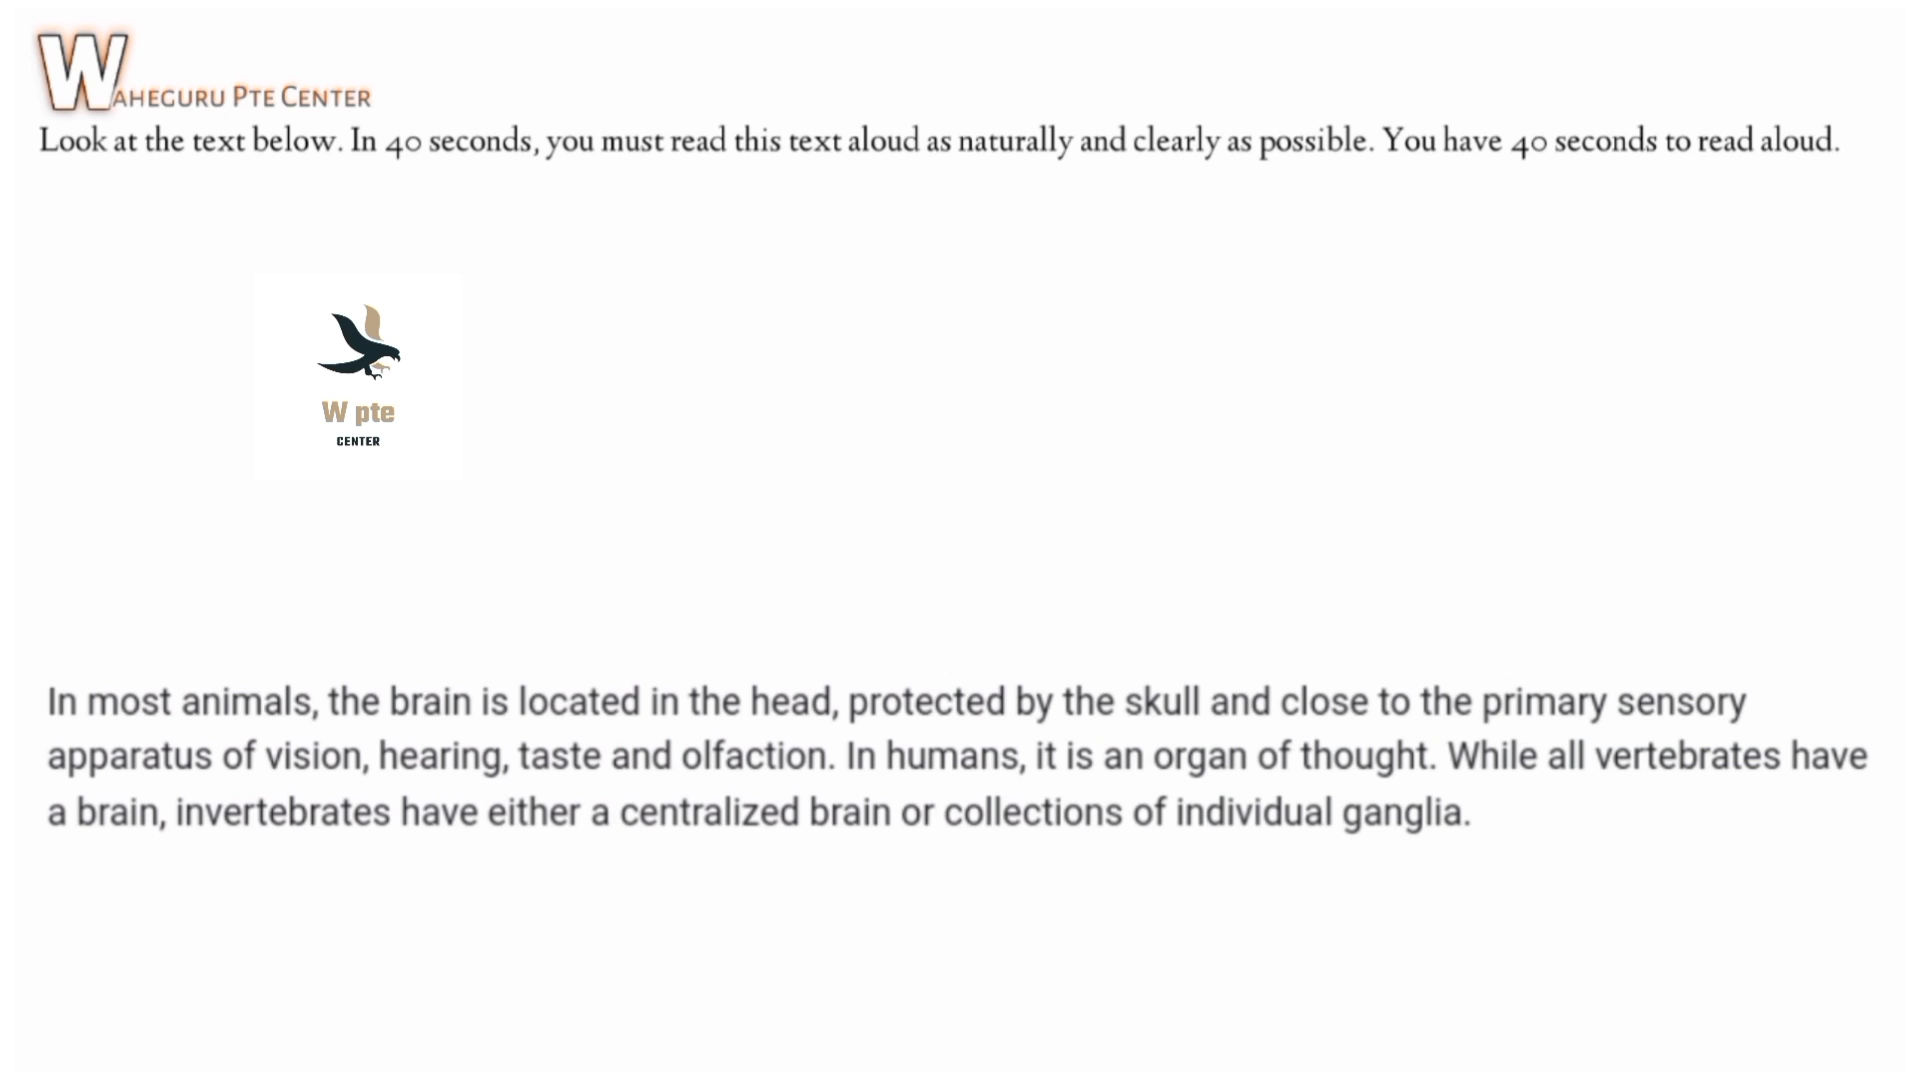 WAHEGURU PTE CENTER
Look at the text below. In 40 seconds, you must read this text aloud as naturally and clearly as possible. You have 40 seconds to read aloud.
W pte
CENTER
In most animals, the brain is located in the head, protected by the skull and close to the primary sensory
apparatus of vision, hearing, taste and olfaction. In humans, it is an organ of thought. While all vertebrates have
a brain, invertebrates have either a centralized brain or collections of individual ganglia.